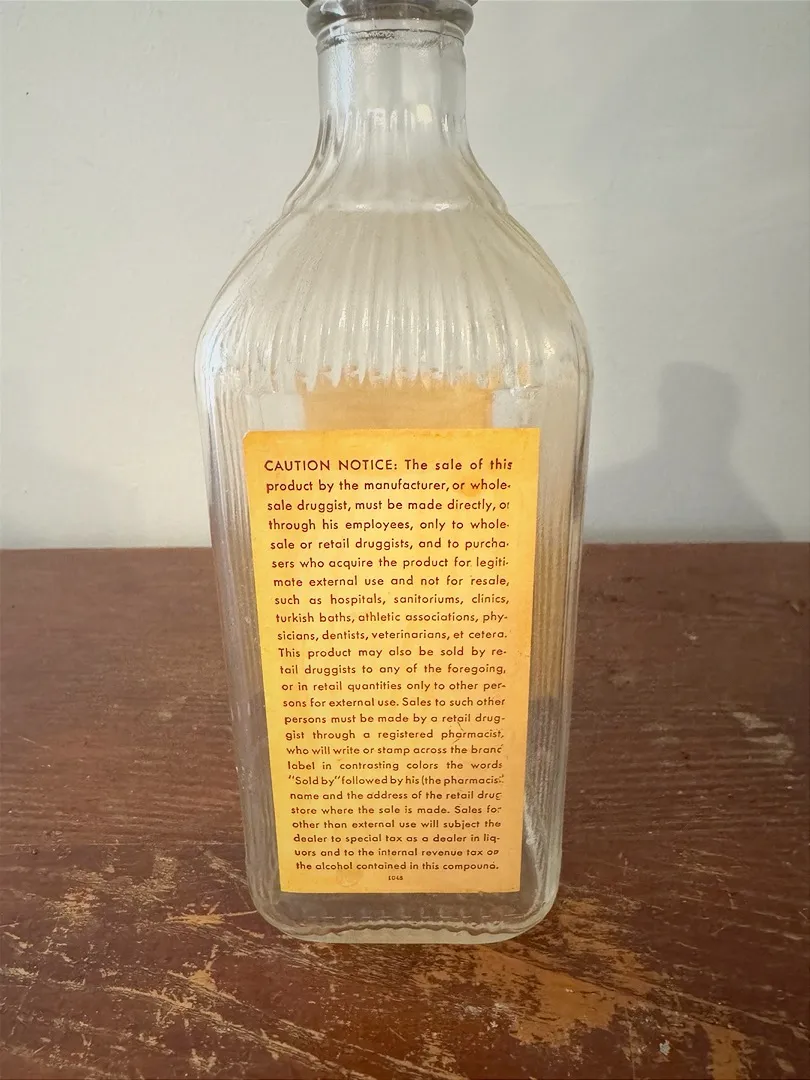 CAUTION NOTICE: The sale of this
product by the manufacturer, or whole-
sale druggist, must be made directly, or
through his employees, only to whole-
sale or retail druggists, and to purcha-
sers who acquire the product for legiti-
mate external use and not for resale,
such as hospitals, sanitoriums, clinics,
turkish baths, athletic associations, phy-
sicians, dentists, veterinarians, et cetera.
This product may also be sold by re-
tail druggists to any of the foregoing,
or in retail quantities only to other per-
sons for external use. Sales to such other
persons must be made by a retail drug-
gist through a registered pharmacist,
who will write or stamp across the brand
label in contrasting colors the words
"Sold by" followed by his (the pharmacist's)
name and the address of the retail drug
store where the sale is made. Sales for
other than external use will subject the
dealer to special tax as a dealer in liq-
uors and to the internal revenue tax on
the alcohol contained in this compound.